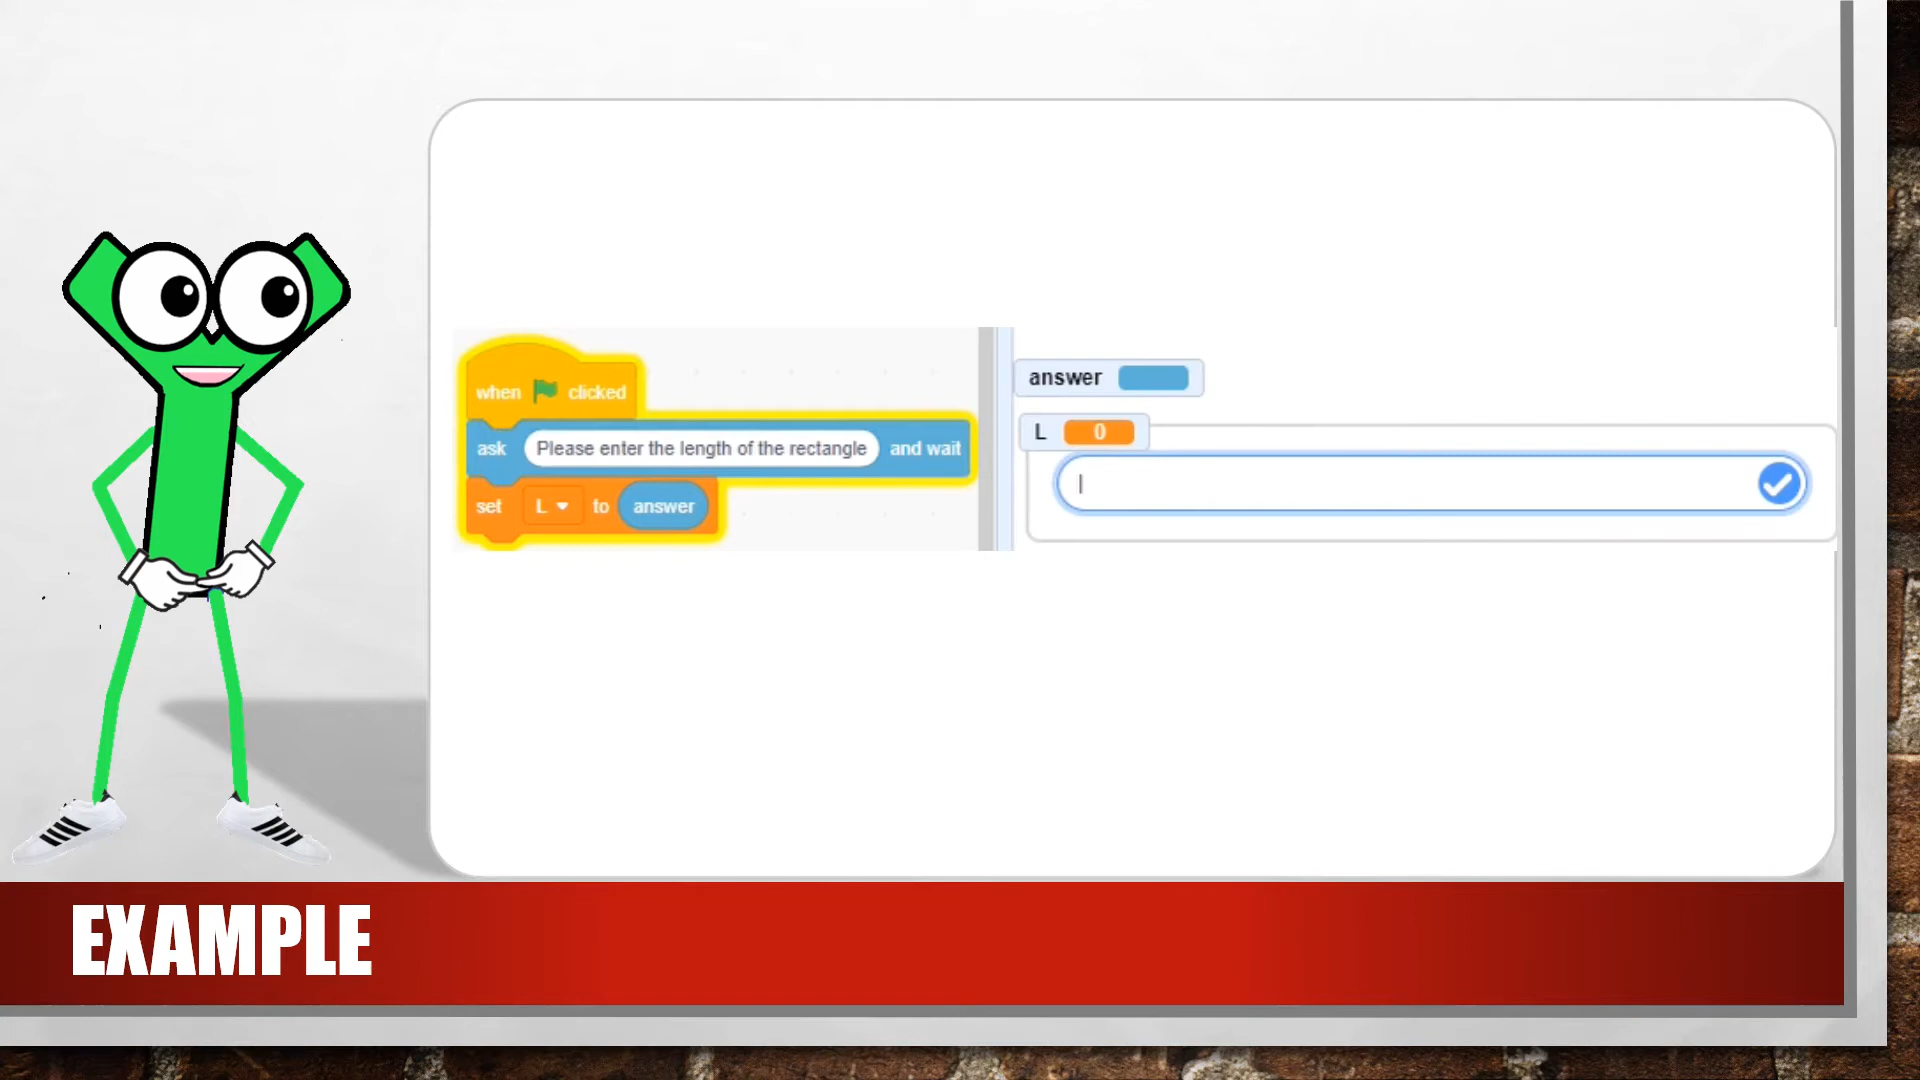 when clicked
ask Please enter the length of the rectangle and wait
set L to answer
answer
L 0
EXAMPLE